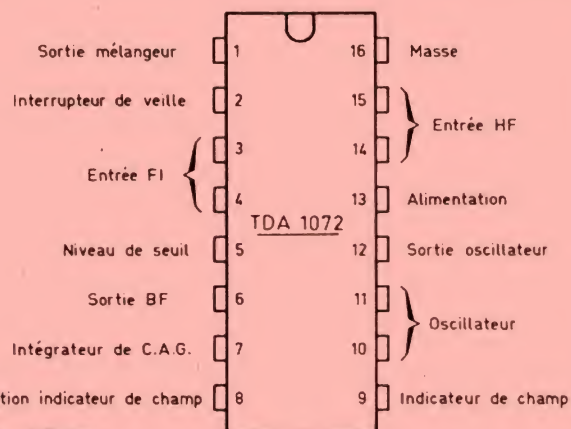 Sortie mélangeur 1 16 Masse
Interrupteur de veille 2 15
Entrée HF
3 14
Entrée FI
4 13 Alimentation
TDA 1072
Niveau de seuil 5 12 Sortie oscillateur
Sortie BF 6 11
Oscillateur
Intégrateur de C.A.G. 7 10
indicateur de champ 8 9 Indicateur de champ